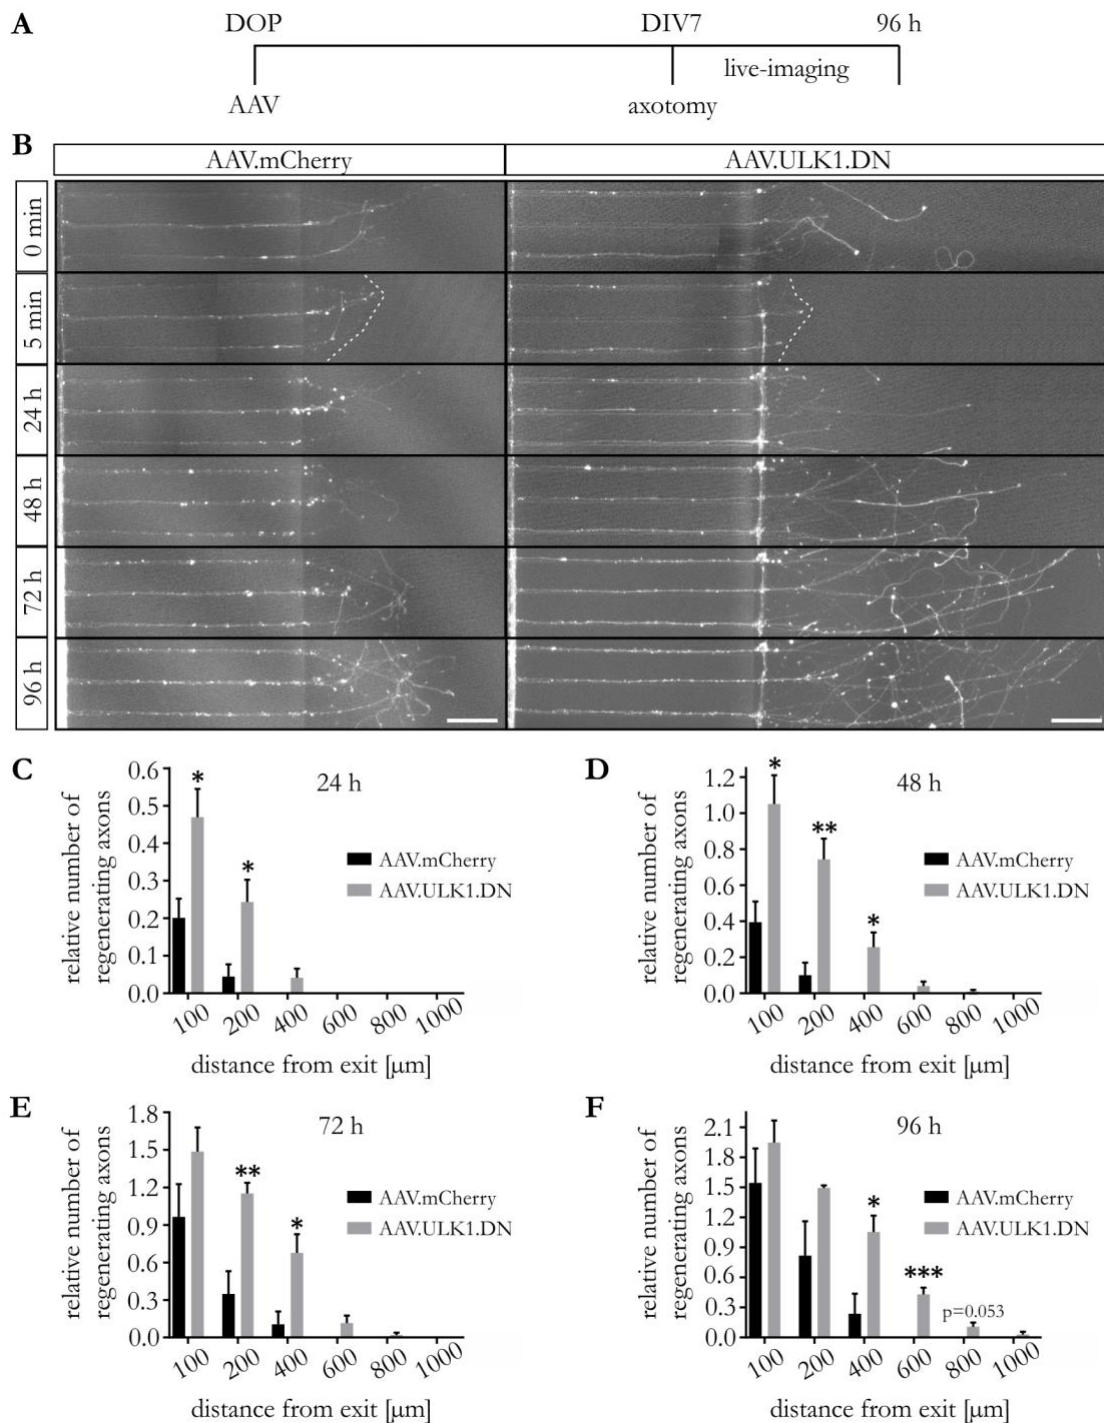 A
DOP DIV7 96 h
live-imaging
AAV axotomy
B
AAV.mCherry AAV.ULK1.DN
0 min
5 min
24 h
48 h
72 h
96 h
C
24 h
relative number of
regenerating axons
0.6
0.5
0.4
0.3
0.2
0.1
0.0
*
*
AAV.mCherry
AAV.ULK1.DN
100 200 400 600 800 1000
distance from exit [µm]
D
48 h
relative number of
regenerating axons
1.2
1.0
0.8
0.6
0.4
0.2
0.0
*
**
*
AAV.mCherry
AAV.ULK1.DN
100 200 400 600 800 1000
distance from exit [µm]
E
72 h
relative number of
regenerating axons
1.8
1.5
1.2
0.9
0.6
0.3
0.0
**
*
AAV.mCherry
AAV.ULK1.DN
100 200 400 600 800 1000
distance from exit [µm]
F
96 h
relative number of
regenerating axons
2.1
1.8
1.5
1.2
0.9
0.6
0.3
0.0
*
***
p=0.053
AAV.mCherry
AAV.ULK1.DN
100 200 400 600 800 1000
distance from exit [µm]